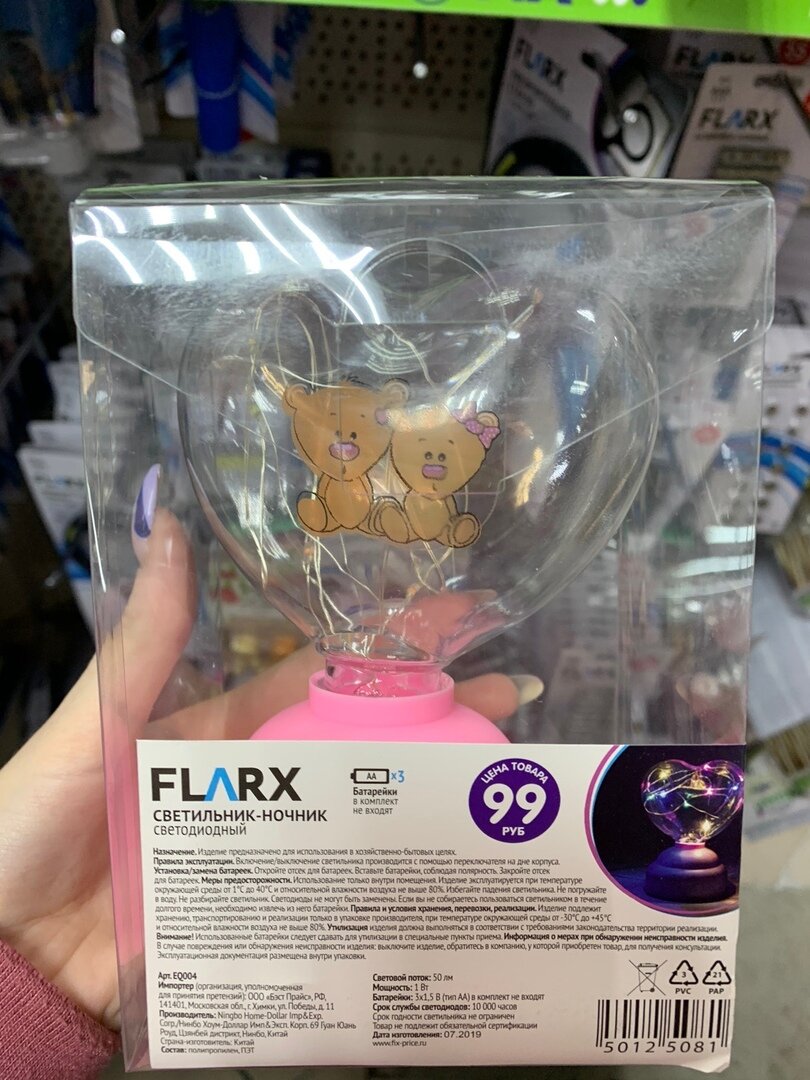 FLARX
FLARX
FLARX
СВЕТИЛЬНИК-НОЧНИК
СВЕТОДИОДНЫЙ
AA x3
Батарейки
в комплект
не входят
ЦЕНА ТОВАРА
99
РУБ
Назначение. Изделие предназначено для использования в хозяйственно-бытовых целях.
Правила эксплуатации. Включение/выключение светильника производится с помощью переключателя на дне корпуса.
Установка/замена батареек. Откройте отсек для батареек. Вставьте батарейки, соблюдая полярность. Закройте отсек
для батареек. Меры предосторожности. Использование только внутри помещения. Изделие эксплуатируется при температуре
окружающей среды от 1°С до 40°С и относительной влажности воздуха не выше 80%. Избегайте падения светильника. Не погружайте
в воду. Не разбирайте светильник. Светодиоды не могут быть заменены. Если вы не собираетесь пользоваться светильником в течение
долгого времени, необходимо извлечь из него батарейки. Правила и условия хранения, перевозки, реализации. Изделие подлежит
хранению, транспортированию и реализации только в упаковке производителя, при температуре окружающей среды от -30°С до +45°С
и относительной влажности воздуха не выше 80%. Утилизация изделия должна выполняться в соответствии с требованиями законодательства территории реализации.
Внимание! Использованные батарейки следует сдавать для утилизации в специальные пункты приема. Информация о мерах при обнаружении неисправности изделия.
В случае повреждения или обнаружения неисправности изделия: выключите изделие, обратитесь в компанию, у которой приобретен товар, для получения консультации.
Эксплуатационная документация размещена внутри упаковки.
Арт. EQ004
Импортер (организация, уполномоченная
для принятия претензий): ООО «Бэст Прайс», РФ,
141401, Московская обл., г. Химки, ул. Победы, д. 11
Производитель: Ningbo Home-Dollar Imp&Exp.
Corp./Нинбо Хоум-Доллар Имп&Эксп. Корп. 69 Гуан Юань
Роуд, Цзянбей дистрикт, Нинбо, Китай
Страна-изготовитель: Китай
Состав: полипропилен, ПЭТ
Световой поток: 50 лм
Мощность: 1 Вт
Батарейки: 3x1,5 В (тип АА) в комплект не входят
Срок службы светодиодов: 10 000 часов
Срок годности светильника не ограничен
Товар не подлежит обязательной сертификации
Дата изготовления: 07.2019
www.fix-price.ru
3
PVC
21
PAP
5012 5081